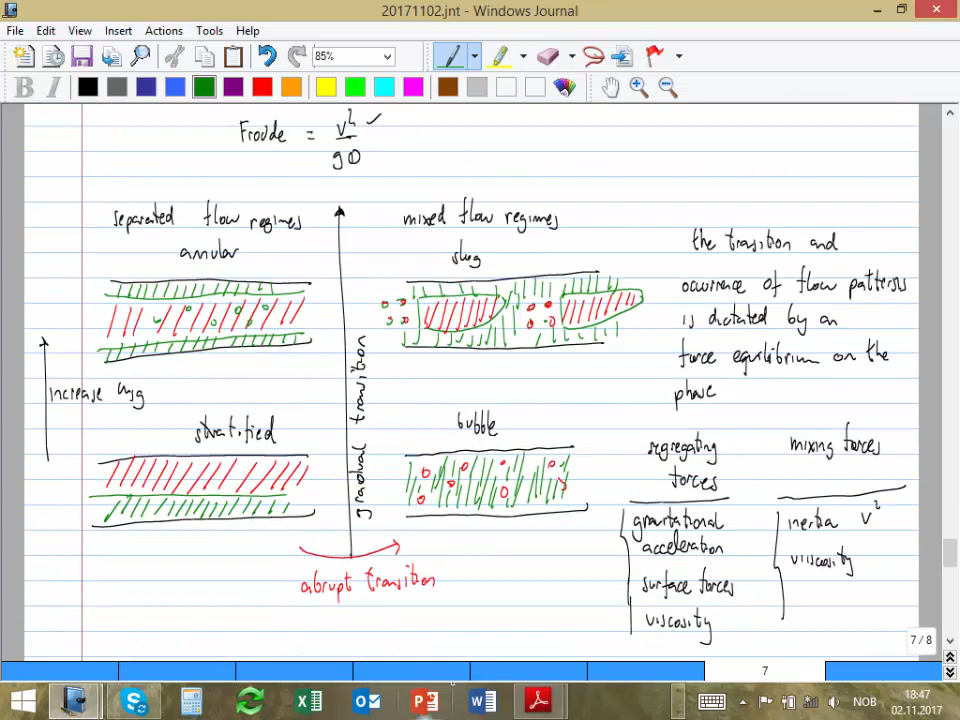 20171102.jnt - Windows Journal
File Edit View Insert Actions Tools Help
85%
B I
Froude = v²
gD
separated flow regimes
annular
mixed flow regimes
slug
the transition and
ocurrence of flow patterns
is dictated by an
force equilibrium on the
phase
increase usg
gradual transition
stratified
bubble
abrupt transition
segregating
forces
gravitational
acceleration
surface forces
viscosity
mixing forces
inertia v²
viscosity
7 / 8
7
NOB
18:47
02.11.2017